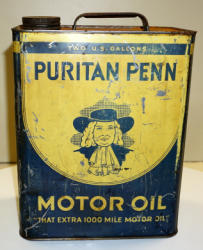 TWO U.S. GALLONS
PURITAN PENN
MOTOR OIL
"THAT EXTRA 1000 MILE MOTOR OIL"